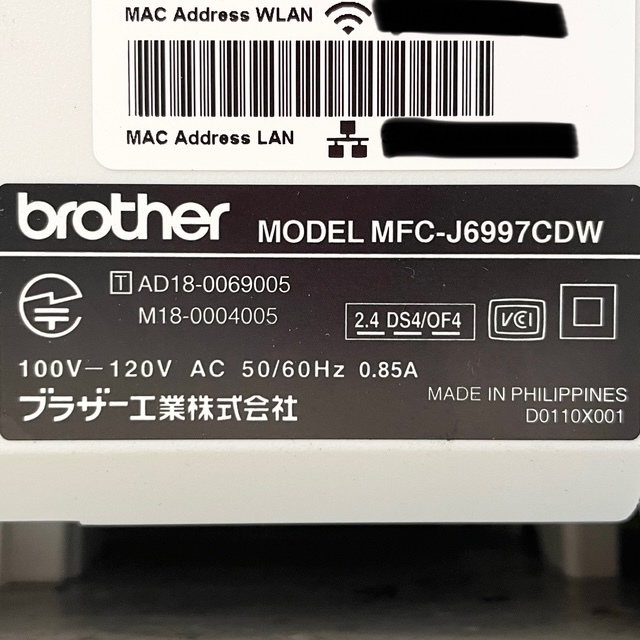 MAC Address WLAN
MAC Address LAN
brother MODEL MFC-J6997CDW
T AD18-0069005
M18-0004005
2.4 DS4/OF4 VCI
100V-120V AC 50/60Hz 0.85A
MADE IN PHILIPPINES
ブラザー工業株式会社
D0110X001